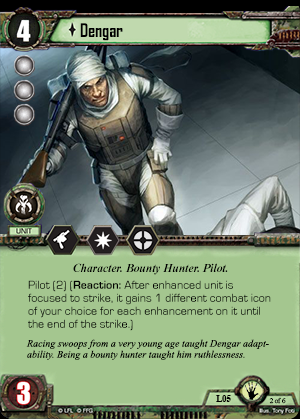 4
Dengar
UNIT
Character. Bounty Hunter. Pilot.
Pilot (2) (Reaction: After enhanced unit is
focused to strike, it gains 1 different combat icon
of your choice for each enhancement on it until
the end of the strike.)
Racing swoops from a very young age taught Dengar adapt-
ability. Being a bounty hunter taught him ruthlessness.
3
© LFL © FFG
L05
2 of 6
Illus. Tony Foti